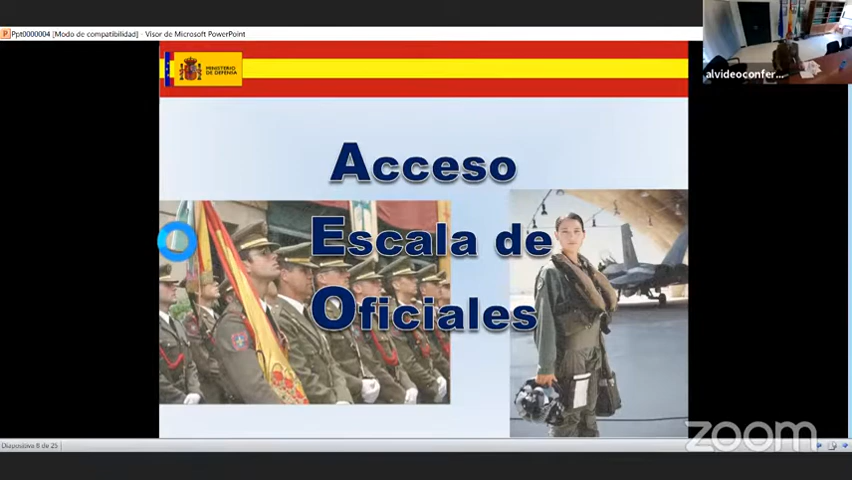 Ppt0000004 [Modo de compatibilidad] - Visor de Microsoft PowerPoint
alvideoconfer...
MINISTERIO
DE DEFENSA
Acceso
Escala de
Oficiales
zoom
Diapositiva 8 de 25